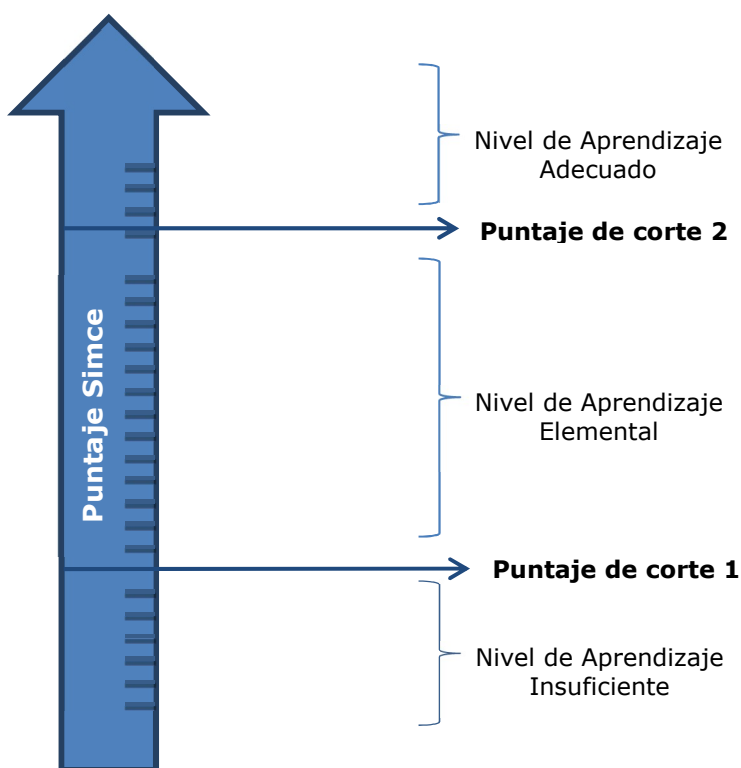 Nivel de Aprendizaje
Adecuado
Puntaje de corte 2
Puntaje Simce
Nivel de Aprendizaje
Elemental
Puntaje de corte 1
Nivel de Aprendizaje
Insuficiente